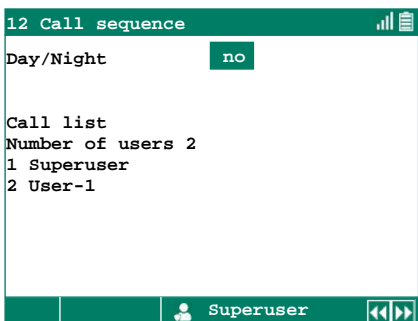 12 Call sequence
Day/Night no
Call list
Number of users 2
1 Superuser
2 User-1
Superuser